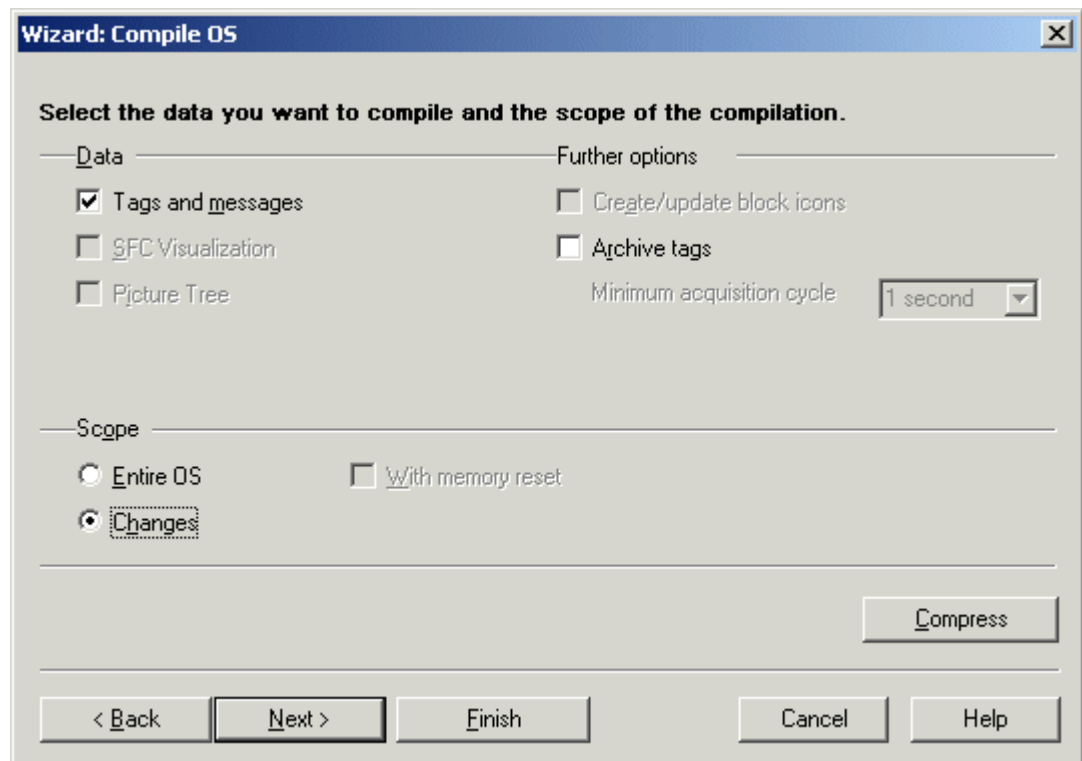 Wizard: Compile OS
Select the data you want to compile and the scope of the compilation.
Data
Further options
Tags and messages
Create/update block icons
SFC Visualization
Archive tags
Picture Tree
Minimum acquisition cycle
1 second
Scope
Entire OS
With memory reset
Changes
Compress
< Back
Next >
Finish
Cancel
Help